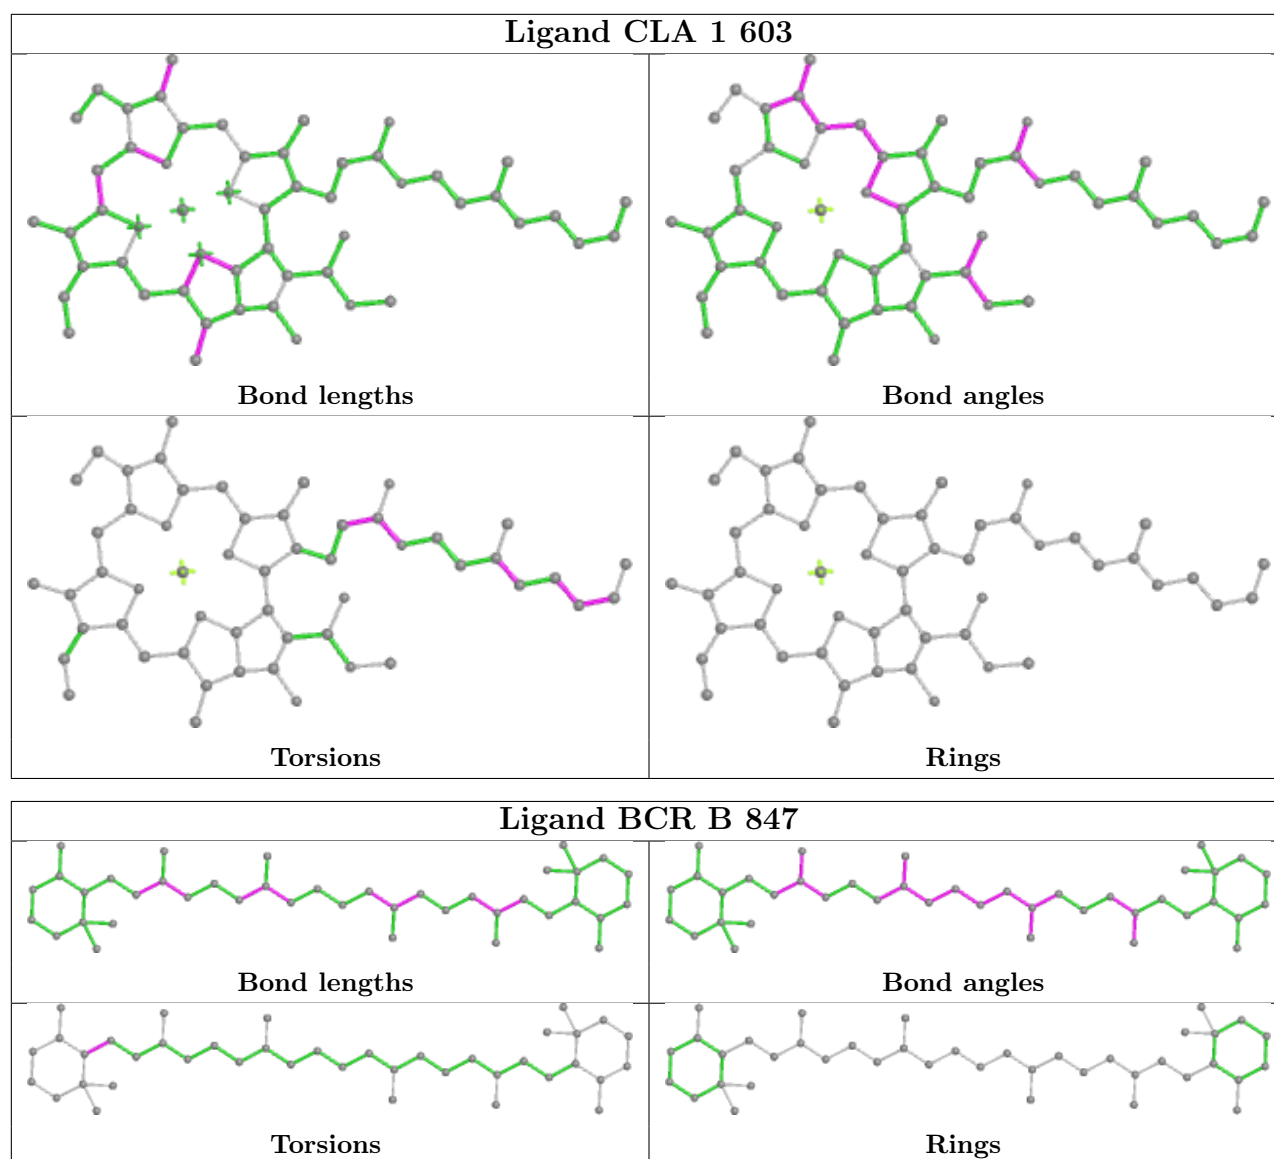 Ligand CLA 1 603
Bond lengths
Bond angles
Torsions
Rings
Ligand BCR B 847
Bond lengths
Bond angles
Torsions
Rings